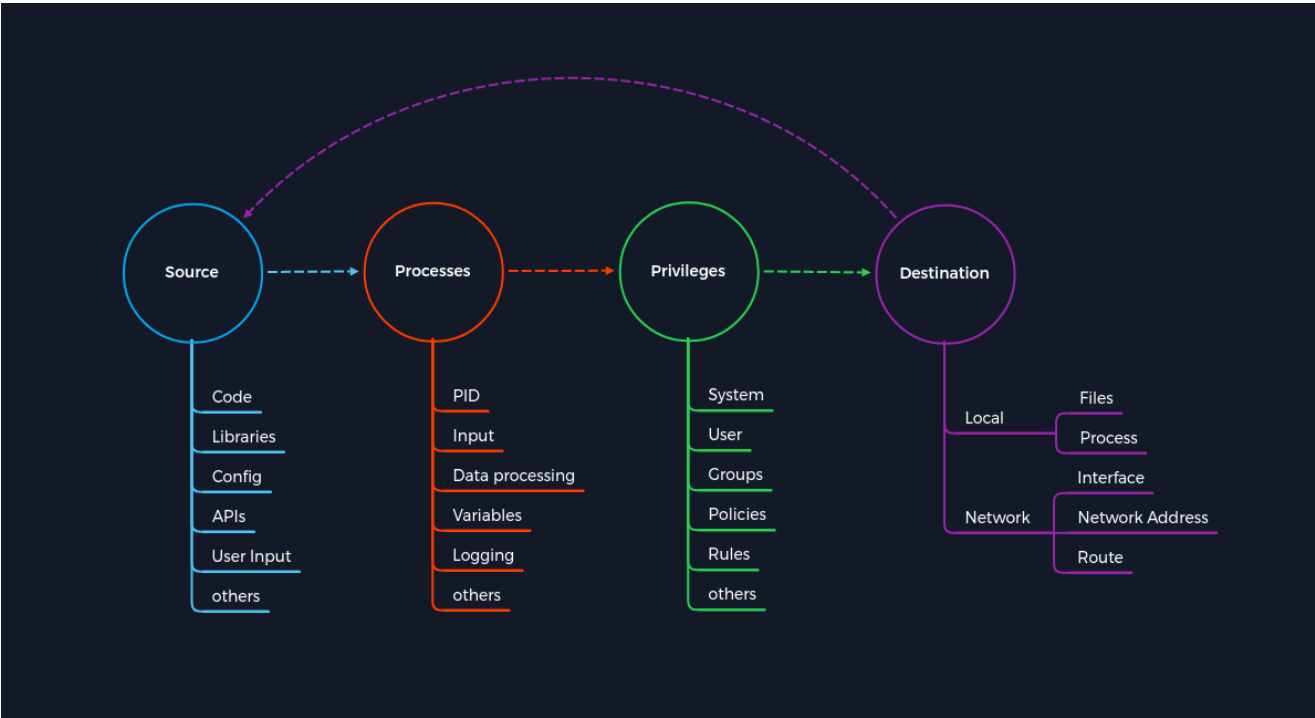 Source
Processes
Privileges
Destination
Code
Libraries
Config
APIs
User Input
others
PID
Input
Data processing
Variables
Logging
others
System
User
Groups
Policies
Rules
others
Local
Files
Process
Network
Interface
Network Address
Route